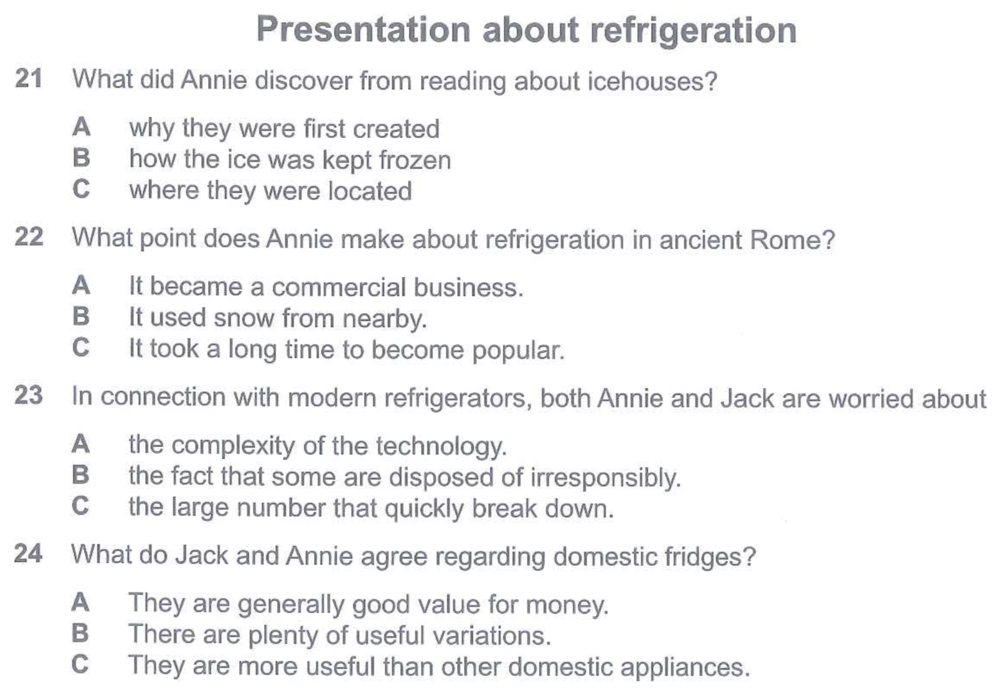 Presentation about refrigeration
21 What did Annie discover from reading about icehouses?
A why they were first created
B how the ice was kept frozen
C where they were located
22 What point does Annie make about refrigeration in ancient Rome?
A It became a commercial business.
B It used snow from nearby.
C It took a long time to become popular.
23 In connection with modern refrigerators, both Annie and Jack are worried about
A the complexity of the technology.
B the fact that some are disposed of irresponsibly.
C the large number that quickly break down.
24 What do Jack and Annie agree regarding domestic fridges?
A They are generally good value for money.
B There are plenty of useful variations.
C They are more useful than other domestic appliances.